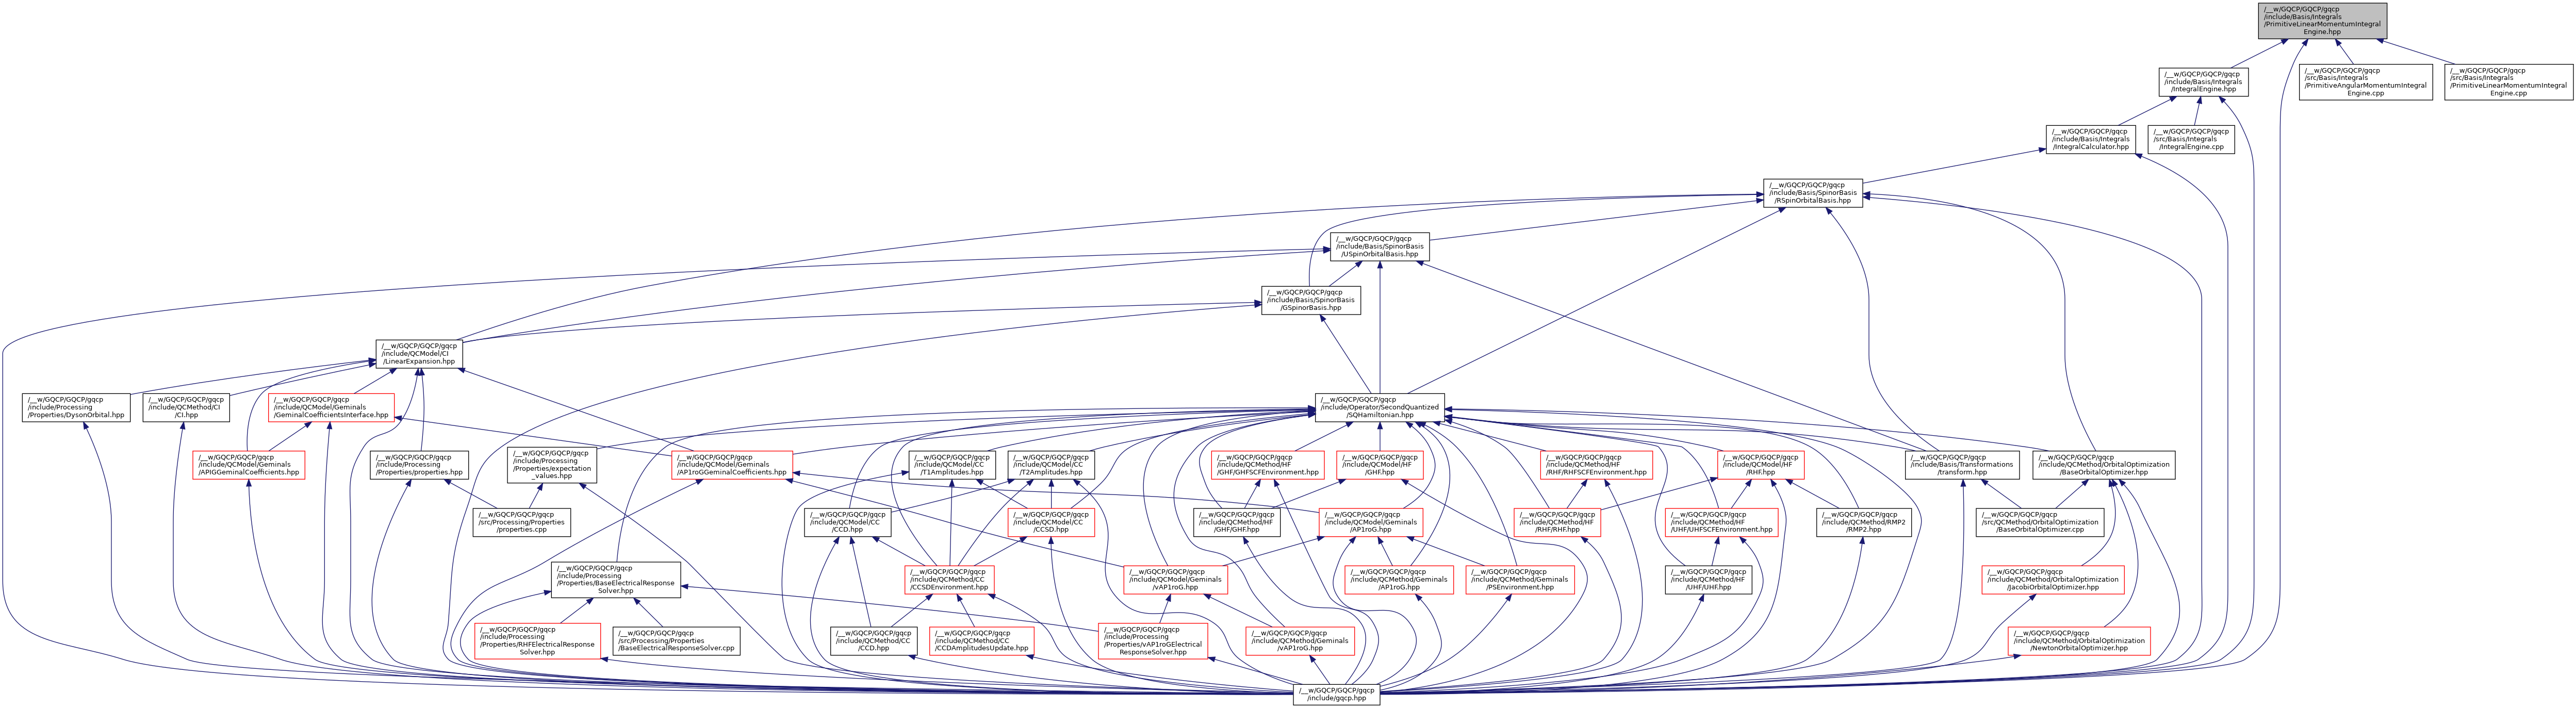 /__w/GQCP/GQCP/gqcp
/include/Basis/Integrals
/PrimitiveLinearMomentumIntegral
Engine.hpp
/__w/GQCP/GQCP/gqcp
/include/Basis/Integrals
/IntegralEngine.hpp
/__w/GQCP/GQCP/gqcp
/src/Basis/Integrals
/PrimitiveAngularMomentumIntegral
Engine.cpp
/__w/GQCP/GQCP/gqcp
/src/Basis/Integrals
/PrimitiveLinearMomentumIntegral
Engine.cpp
/__w/GQCP/GQCP/gqcp
/include/Basis/Integrals
/IntegralCalculator.hpp
/__w/GQCP/GQCP/gqcp
/src/Basis/Integrals
/IntegralEngine.cpp
/__w/GQCP/GQCP/gqcp
/include/Basis/SpinorBasis
/RSpinOrbitalBasis.hpp
/__w/GQCP/GQCP/gqcp
/include/Basis/SpinorBasis
/USpinOrbitalBasis.hpp
/__w/GQCP/GQCP/gqcp
/include/Basis/SpinorBasis
/GSpinorBasis.hpp
/__w/GQCP/GQCP/gqcp
/include/QCModel/CI
/LinearExpansion.hpp
/__w/GQCP/GQCP/gqcp
/include/Processing
/Properties/DysonOrbital.hpp
/__w/GQCP/GQCP/gqcp
/include/QCMethod/CI
/CI.hpp
/__w/GQCP/GQCP/gqcp
/include/QCModel/Geminals
/GeminalCoefficientsInterface.hpp
/__w/GQCP/GQCP/gqcp
/include/Operator/SecondQuantized
/SQHamiltonian.hpp
/__w/GQCP/GQCP/gqcp
/include/QCModel/Geminals
/APIGGeminalCoefficients.hpp
/__w/GQCP/GQCP/gqcp
/include/Processing
/Properties/properties.hpp
/__w/GQCP/GQCP/gqcp
/include/Processing
/Properties/expectation
_values.hpp
/__w/GQCP/GQCP/gqcp
/include/QCModel/Geminals
/AP1roGGeminalCoefficients.hpp
/__w/GQCP/GQCP/gqcp
/include/QCModel/CC
/T1Amplitudes.hpp
/__w/GQCP/GQCP/gqcp
/include/QCModel/CC
/T2Amplitudes.hpp
/__w/GQCP/GQCP/gqcp
/include/QCMethod/HF
/GHF/GHFSCFEnvironment.hpp
/__w/GQCP/GQCP/gqcp
/include/QCModel/HF
/GHF.hpp
/__w/GQCP/GQCP/gqcp
/include/QCMethod/HF
/RHF/RHFSCFEnvironment.hpp
/__w/GQCP/GQCP/gqcp
/include/QCModel/HF
/RHF.hpp
/__w/GQCP/GQCP/gqcp
/include/Basis/Transformations
/transform.hpp
/__w/GQCP/GQCP/gqcp
/include/QCMethod/OrbitalOptimization
/BaseOrbitalOptimizer.hpp
/__w/GQCP/GQCP/gqcp
/src/Processing/Properties
/properties.cpp
/__w/GQCP/GQCP/gqcp
/include/QCModel/CC
/CCD.hpp
/__w/GQCP/GQCP/gqcp
/include/QCModel/CC
/CCSD.hpp
/__w/GQCP/GQCP/gqcp
/include/QCMethod/HF
/GHF/GHF.hpp
/__w/GQCP/GQCP/gqcp
/include/QCModel/Geminals
/AP1roG.hpp
/__w/GQCP/GQCP/gqcp
/include/QCMethod/HF
/RHF/RHF.hpp
/__w/GQCP/GQCP/gqcp
/include/QCMethod/HF
/UHF/UHFSCFEnvironment.hpp
/__w/GQCP/GQCP/gqcp
/include/QCMethod/RMP2
/RMP2.hpp
/__w/GQCP/GQCP/gqcp
/src/QCMethod/OrbitalOptimization
/BaseOrbitalOptimizer.cpp
/__w/GQCP/GQCP/gqcp
/include/Processing
/Properties/BaseElectricalResponse
Solver.hpp
/__w/GQCP/GQCP/gqcp
/include/QCMethod/CC
/CCSDEnvironment.hpp
/__w/GQCP/GQCP/gqcp
/include/QCModel/Geminals
/vAP1roG.hpp
/__w/GQCP/GQCP/gqcp
/include/QCMethod/Geminals
/AP1roG.hpp
/__w/GQCP/GQCP/gqcp
/include/QCMethod/Geminals
/PSEnvironment.hpp
/__w/GQCP/GQCP/gqcp
/include/QCMethod/HF
/UHF/UHF.hpp
/__w/GQCP/GQCP/gqcp
/include/QCMethod/OrbitalOptimization
/JacobiOrbitalOptimizer.hpp
/__w/GQCP/GQCP/gqcp
/include/Processing
/Properties/RHFElectricalResponse
Solver.hpp
/__w/GQCP/GQCP/gqcp
/src/Processing/Properties
/BaseElectricalResponseSolver.cpp
/__w/GQCP/GQCP/gqcp
/include/QCMethod/CC
/CCD.hpp
/__w/GQCP/GQCP/gqcp
/include/QCMethod/CC
/CCDAmplitudesUpdate.hpp
/__w/GQCP/GQCP/gqcp
/include/Processing
/Properties/vAP1roGElectrical
ResponseSolver.hpp
/__w/GQCP/GQCP/gqcp
/include/QCMethod/Geminals
/vAP1roG.hpp
/__w/GQCP/GQCP/gqcp
/include/QCMethod/OrbitalOptimization
/NewtonOrbitalOptimizer.hpp
/__w/GQCP/GQCP/gqcp
/include/gqcp.hpp